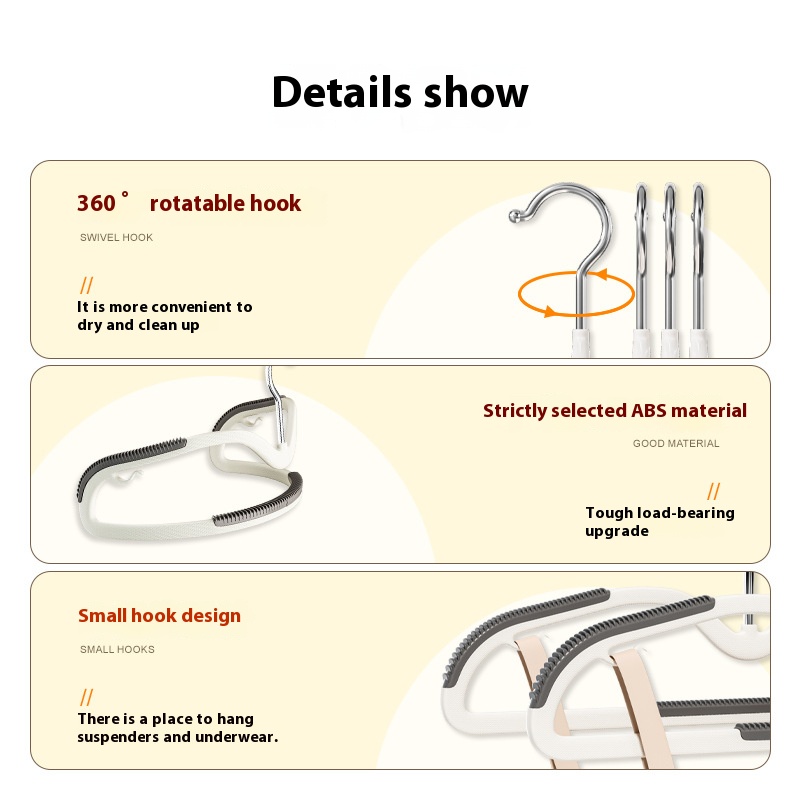 Details show
360° rotatable hook
SWIVEL HOOK
//
It is more convenient to
dry and clean up
Strictly selected ABS material
GOOD MATERIAL
//
Tough load-bearing
upgrade
Small hook design
SMALL HOOKS
//
There is a place to hang
suspenders and underwear.